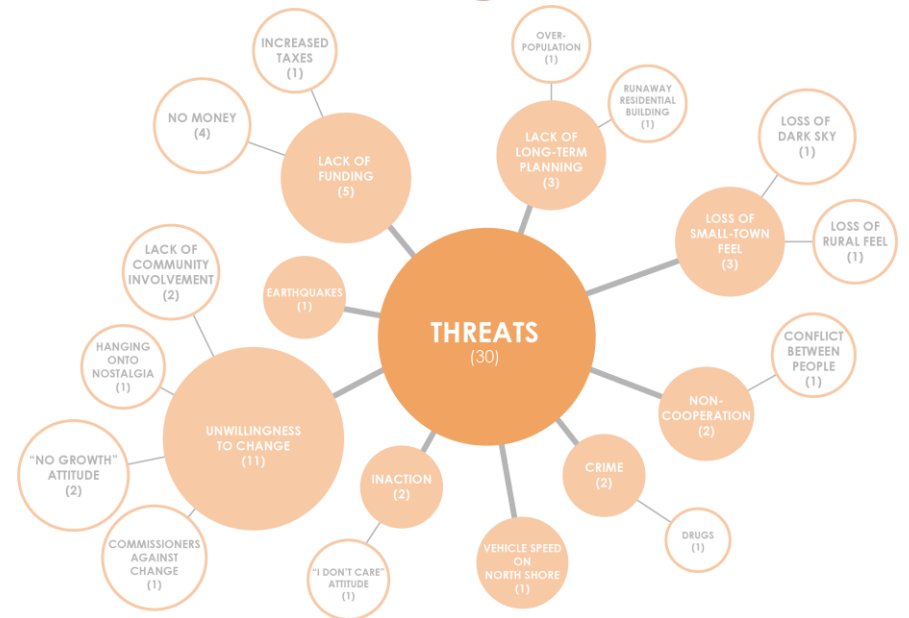 INCREASED
TAXES
(1)
NO MONEY
(4)
LACK OF
FUNDING
(5)
OVER-
POPULATION
(1)
RUNAWAY
RESIDENTIAL
BUILDING
(1)
LACK OF
LONG-TERM
PLANNING
(3)
LOSS OF
DARK SKY
(1)
LOSS OF
SMALL-TOWN
FEEL
(3)
LOSS OF
RURAL FEEL
(1)
LACK OF
COMMUNITY
INVOLVEMENT
(2)
EARTHQUAKES
(1)
THREATS
(30)
HANGING
ONTO
NOSTALGIA
(1)
CONFLICT
BETWEEN
PEOPLE
(1)
NON-
COOPERATION
(2)
UNWILLINGNESS
TO CHANGE
(11)
"NO GROWTH"
ATTITUDE
(2)
INACTION
(2)
CRIME
(2)
COMMISSIONERS
AGAINST
CHANGE
(1)
"I DON'T CARE"
ATTITUDE
(1)
VEHICLE SPEED
ON
NORTH SHORE
(1)
DRUGS
(1)